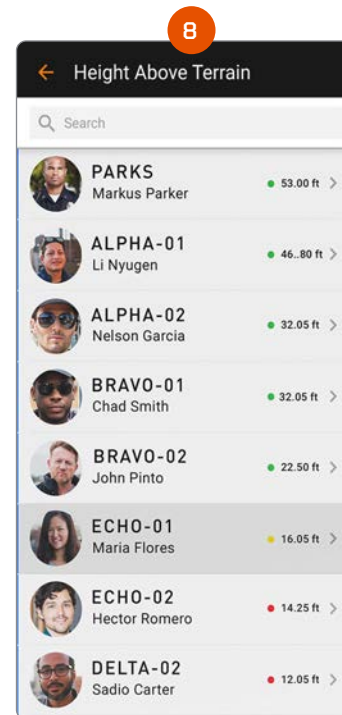 8
Height Above Terrain
Search
PARKS
Markus Parker
53.00 ft
ALPHA-01
Li Nyugen
46..80 ft
ALPHA-02
Nelson Garcia
32.05 ft
BRAVO-01
Chad Smith
32.05 ft
BRAVO-02
John Pinto
22.50 ft
ECHO-01
Maria Flores
16.05 ft
ECHO-02
Hector Romero
14.25 ft
DELTA-02
Sadio Carter
12.05 ft